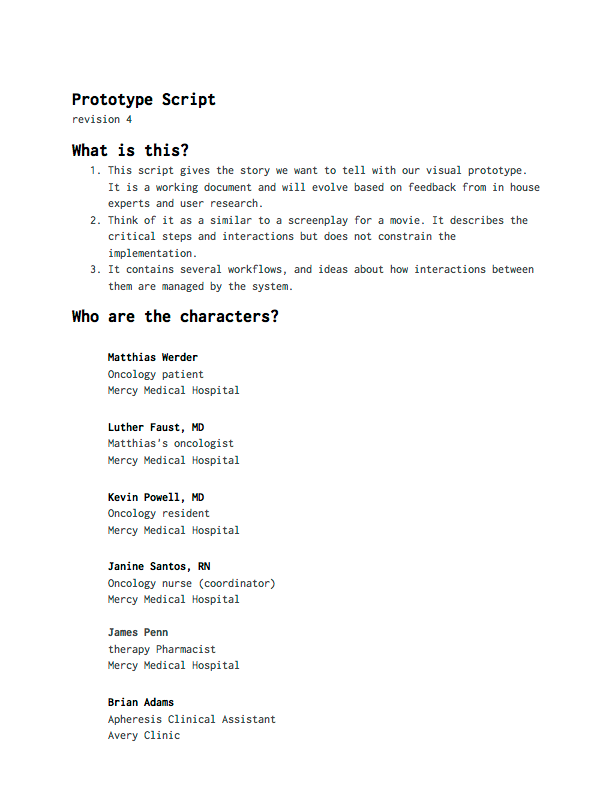 Prototype Script
revision 4
What is this?
1. This script gives the story we want to tell with our visual prototype.
It is a working document and will evolve based on feedback from in house
experts and user research.
2. Think of it as a similar to a screenplay for a movie. It describes the
critical steps and interactions but does not constrain the
implementation.
3. It contains several workflows, and ideas about how interactions between
them are managed by the system.
Who are the characters?
Matthias Werder
Oncology patient
Mercy Medical Hospital
Luther Faust, MD
Matthias's oncologist
Mercy Medical Hospital
Kevin Powell, MD
Oncology resident
Mercy Medical Hospital
Janine Santos, RN
Oncology nurse (coordinator)
Mercy Medical Hospital
James Penn
therapy Pharmacist
Mercy Medical Hospital
Brian Adams
Apheresis Clinical Assistant
Avery Clinic